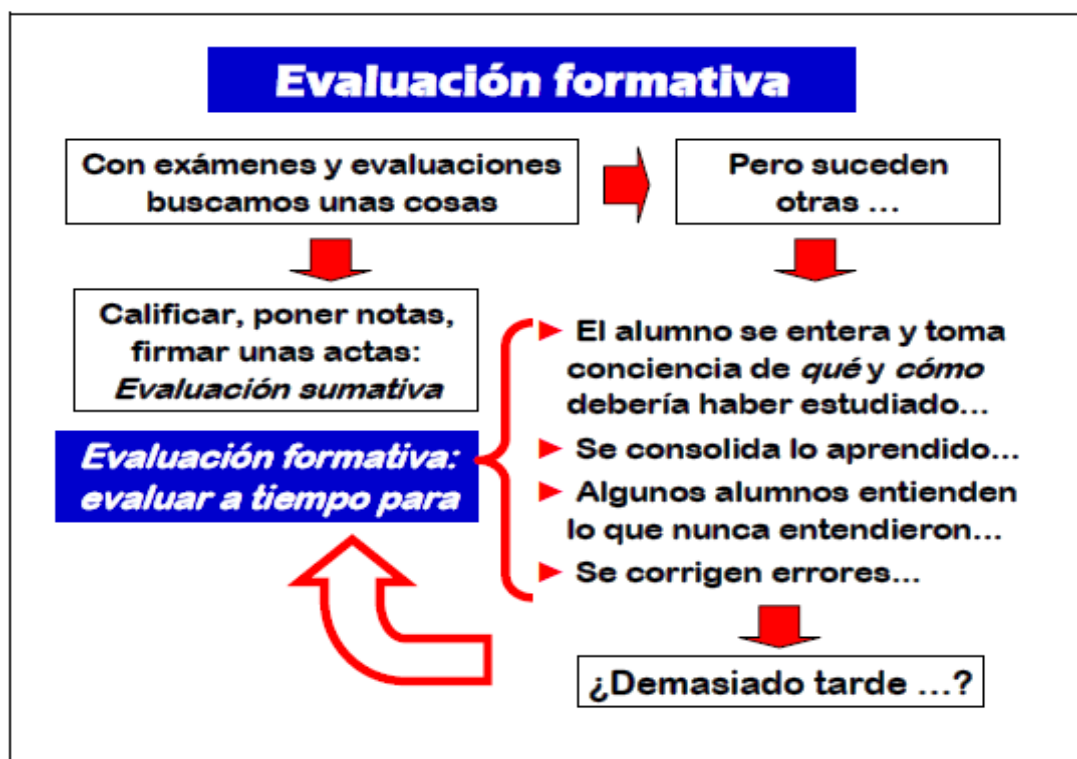 Evaluación formativa
Con exámenes y evaluaciones
buscamos unas cosas
Pero suceden
otras ...
Calificar, poner notas,
firmar unas actas:
Evaluación sumativa
Evaluación formativa:
evaluar a tiempo para
El alumno se entera y toma
conciencia de qué y cómo
debería haber estudiado...
Se consolida lo aprendido...
Algunos alumnos entienden
lo que nunca entendieron...
Se corrigen errores...
¿Demasiado tarde ...?